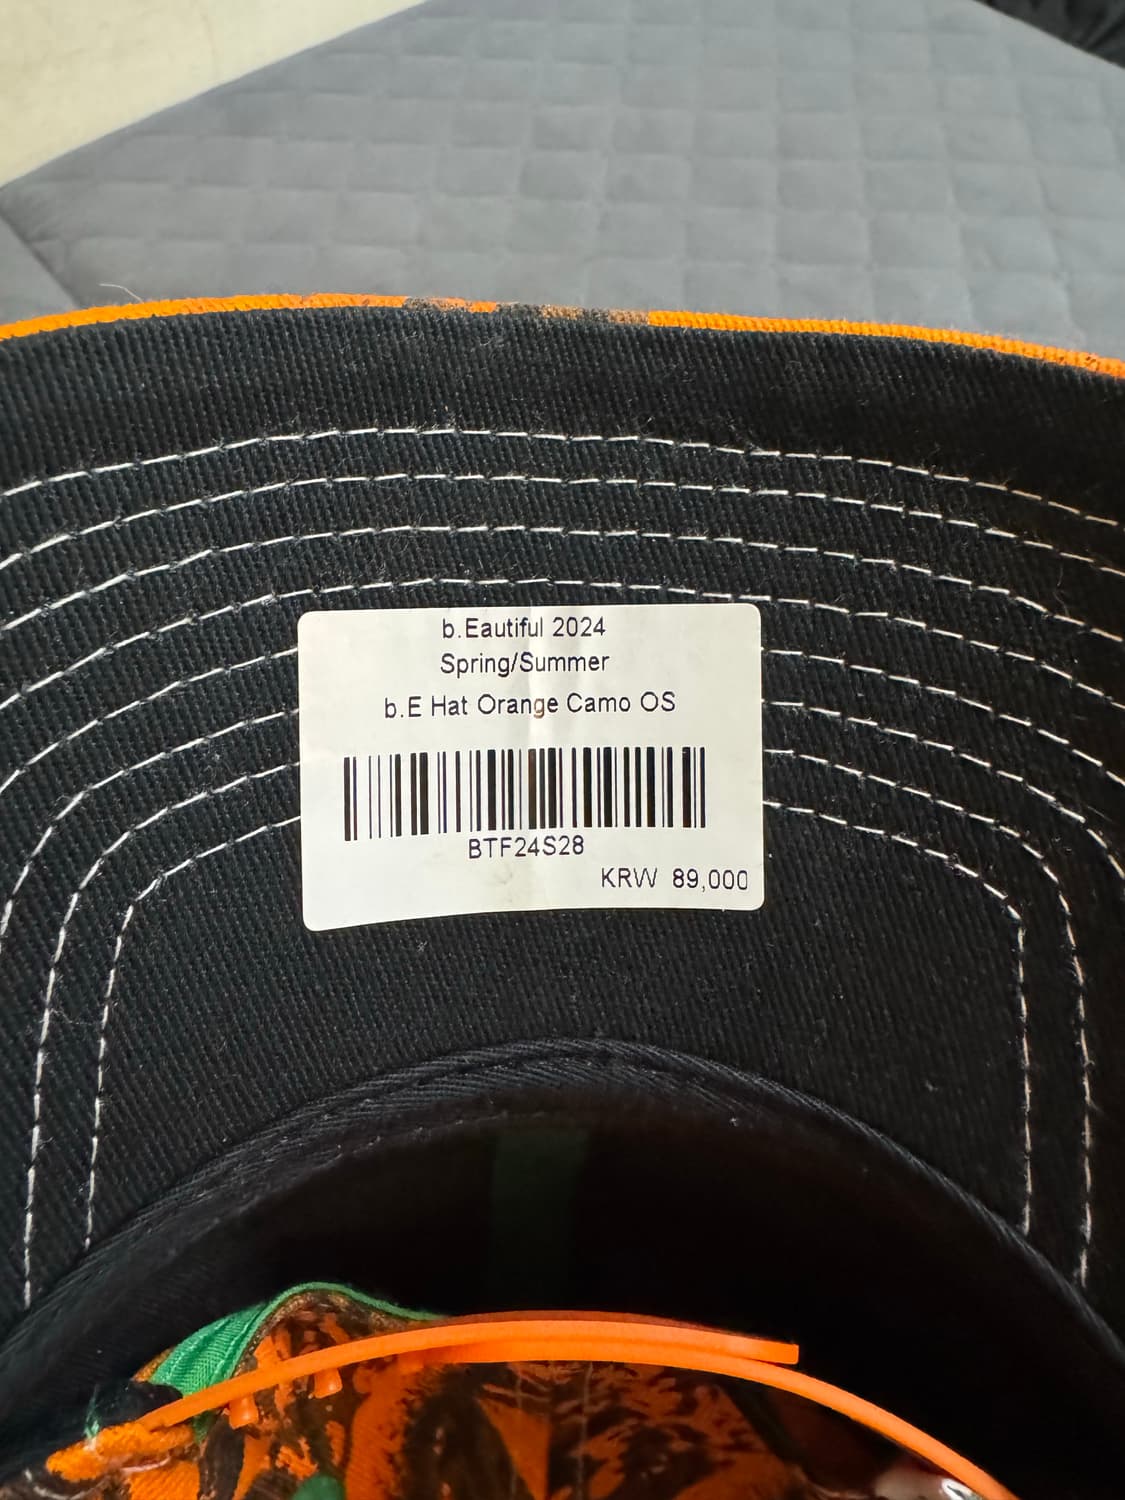 b.Eautiful 2024
Spring/Summer
b.E Hat Orange Camo OS
BTF24S28
KRW 89,000